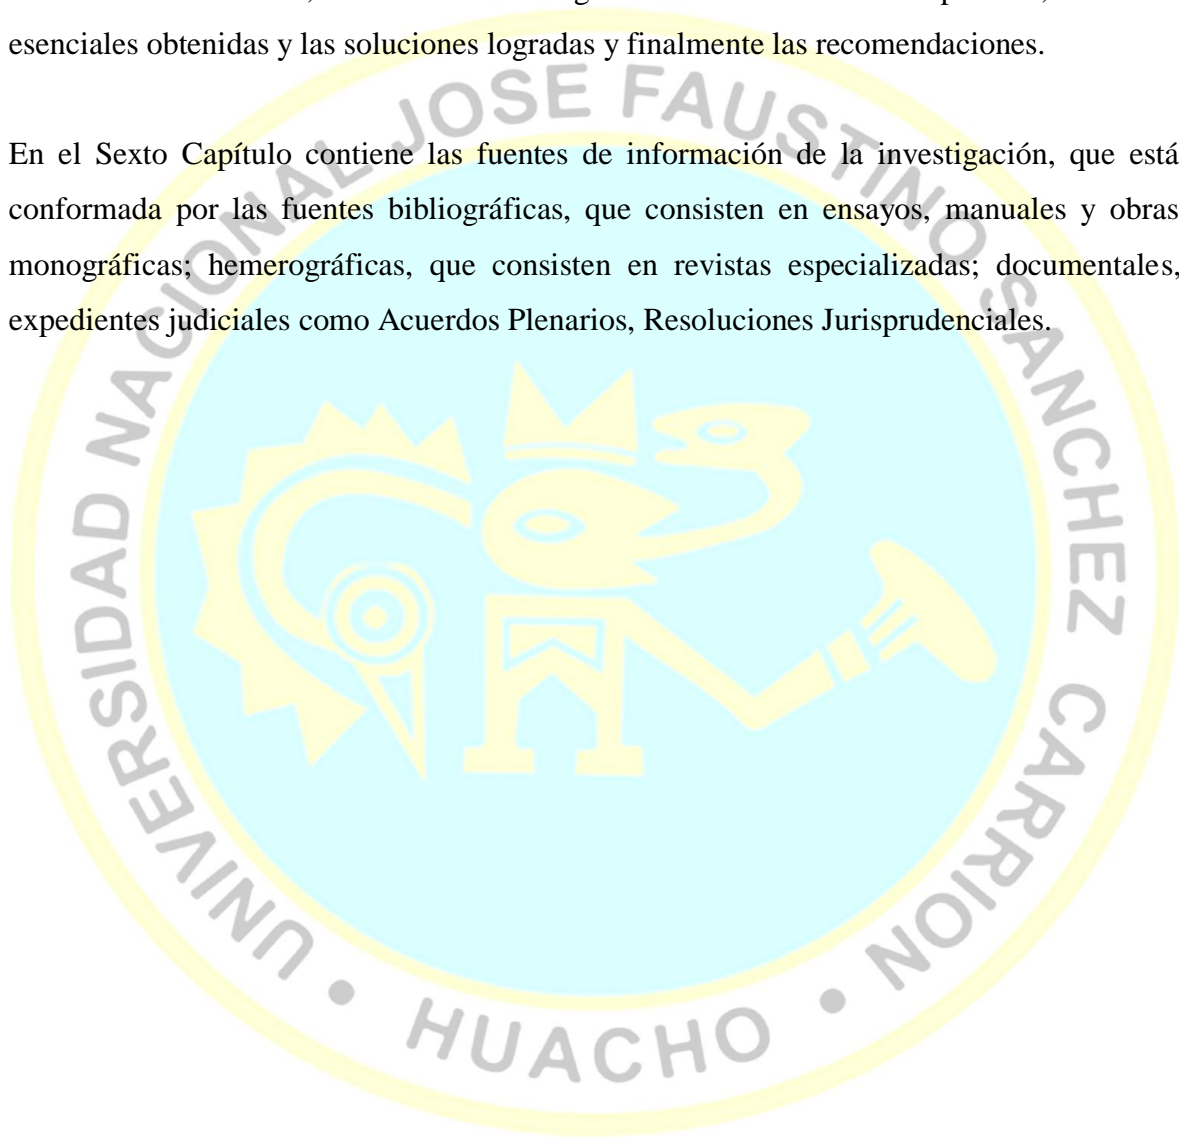 esenciales obtenidas y las soluciones logradas y finalmente las recomendaciones.
En el Sexto Capítulo contiene las fuentes de información de la investigación, que está
conformada por las fuentes bibliográficas, que consisten en ensayos, manuales y obras
monográficas; hemerográficas, que consisten en revistas especializadas; documentales,
expedientes judiciales como Acuerdos Plenarios, Resoluciones Jurisprudenciales.
UNIVERSIDAD NACIONAL JOSE FAUSTINO SANCHEZ CARRION • HUACHO •